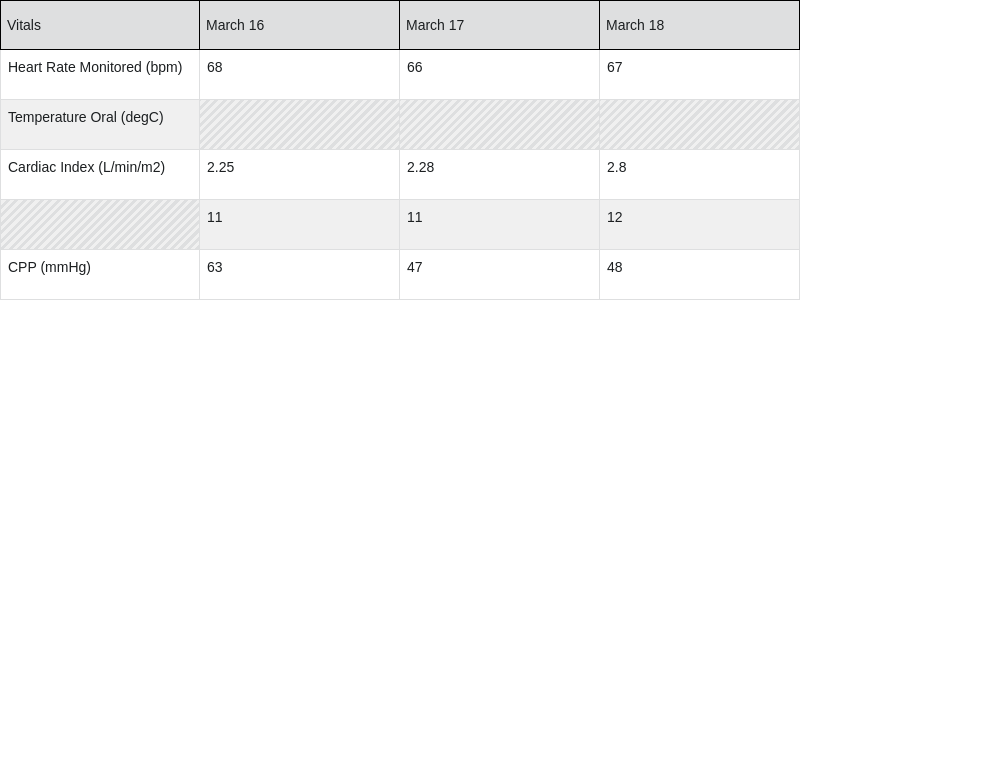 Vitals March 16 March 17 March 18
Heart Rate Monitored (bpm) 68 66 67
Temperature Oral (degC)
Cardiac Index (L/min/m2) 2.25 2.28 2.8
11 11 12
CPP (mmHg) 63 47 48